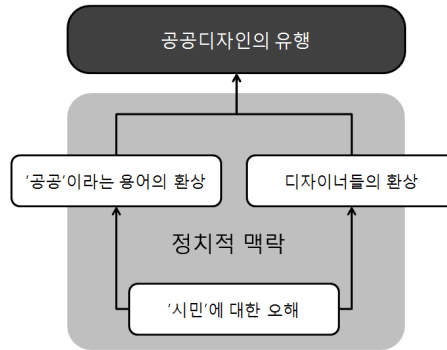 공공디자인의 유행
‘공공’이라는 용어의 환상
디자이너들의 환상
정치적 맥락
‘시민’에 대한 오해